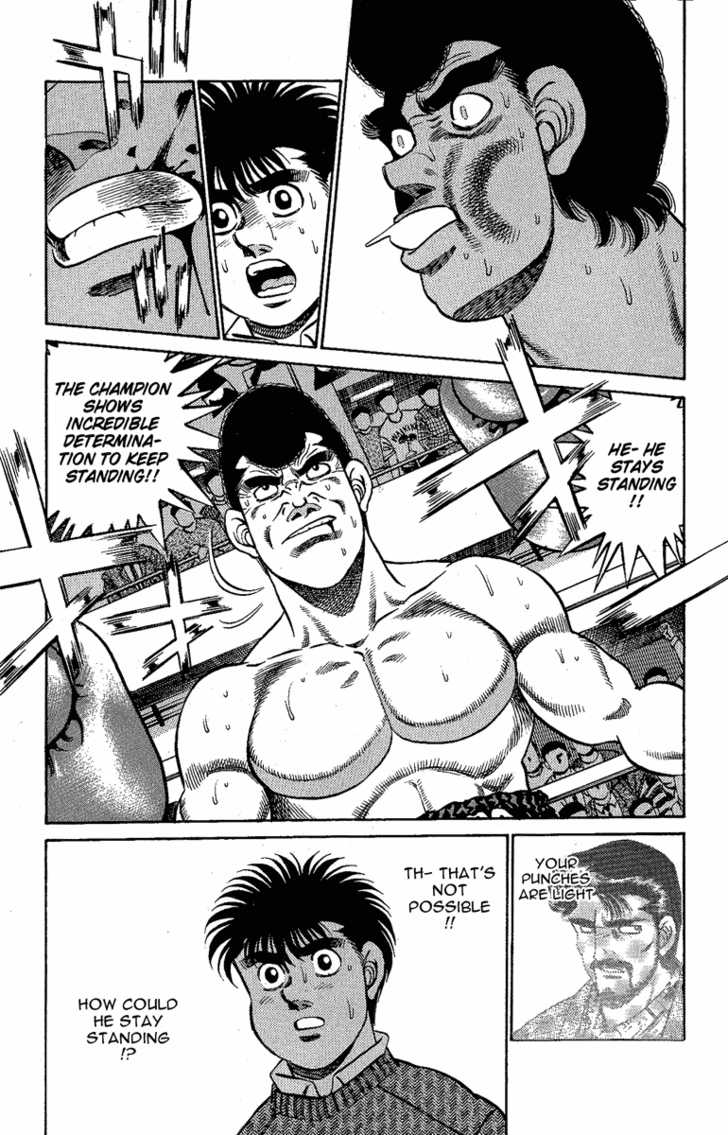 THE CHAMPION
SHOWS
INCREDIBLE
DETERMINA-
TION TO KEEP
STANDING!!
HE- HE
STAYS
STANDING
!!
YOUR
PUNCHES
ARE LIGHT
TH- THAT'S
NOT
POSSIBLE
!!
HOW COULD
HE STAY
STANDING
!?